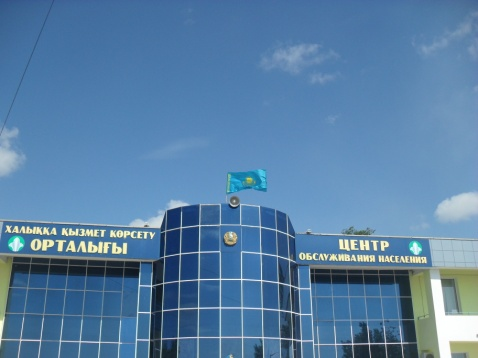 ХАЛЫҚҚА ҚЫЗМЕТ КӨРСЕТУ
ОРТАЛЫҒЫ
ЦЕНТР
ОБСЛУЖИВАНИЯ НАСЕЛЕНИЯ